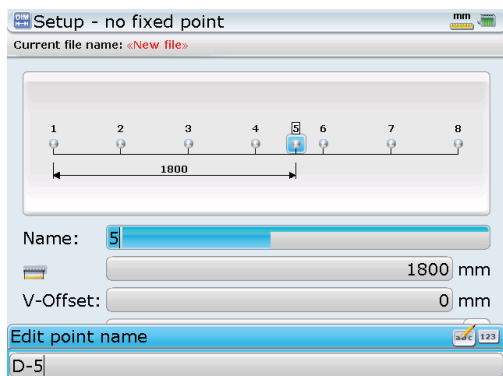 DIM
Setup - no fixed point
mm
Current file name: «New file»
1 2 3 4 5 6 7 8
1800
Name: 5
1800 mm
V-Offset: 0 mm
Edit point name abc 123
D-5